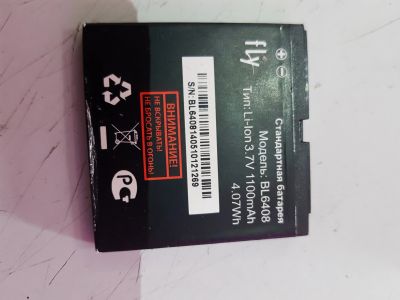 fly
Стандартная батарея
Модель: BL6408
Тип: Li-ion 3.7V 1100mAh
4.07Wh
S/N: BL6408140510121269
ВНИМАНИЕ!
НЕ ВСКРЫВАТЬ!
НЕ БРОСАТЬ В ОГОНЬ!